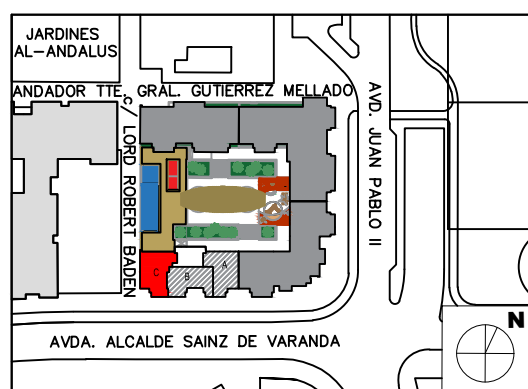 JARDINES
AL-ANDALUS
ANDADOR TTE. GRAL. GUTIERREZ MELLADO
C/ LORD ROBERT BADEN
AVD. JUAN PABLO II
A
B
C
AVDA. ALCALDE SAINZ DE VARANDA
N